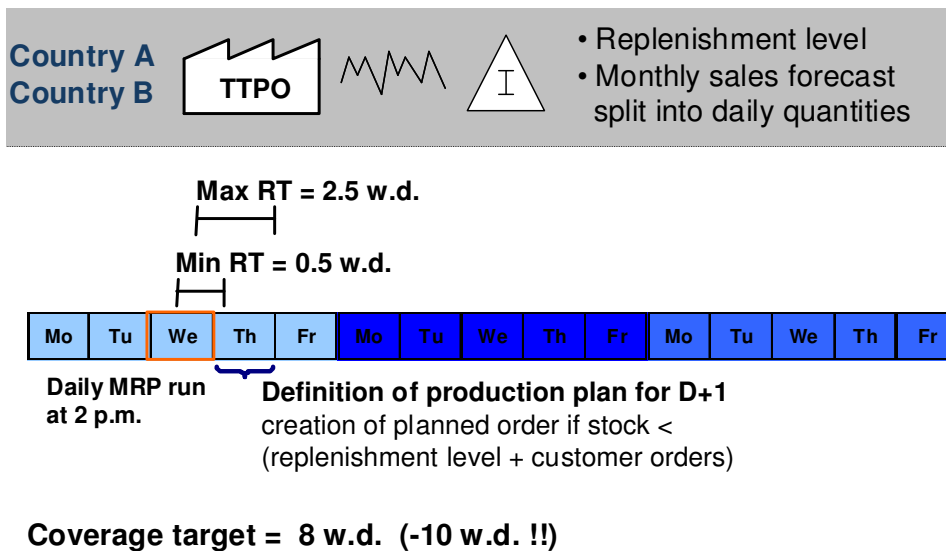 Country A
Country B
TTPO
I
• Replenishment level
• Monthly sales forecast
split into daily quantities
Max RT = 2.5 w.d.
Min RT = 0.5 w.d.
Mo Tu We Th Fr Mo Tu We Th Fr Mo Tu We Th Fr
Daily MRP run
at 2 p.m.
Definition of production plan for D+1
creation of planned order if stock <
(replenishment level + customer orders)
Coverage target = 8 w.d. (-10 w.d. !!)